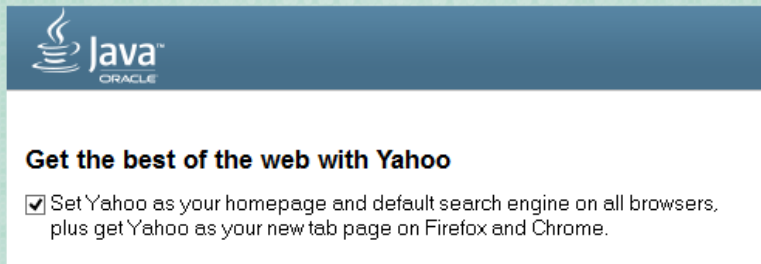 Java™
ORACLE
Get the best of the web with Yahoo
Set Yahoo as your homepage and default search engine on all browsers,
plus get Yahoo as your new tab page on Firefox and Chrome.